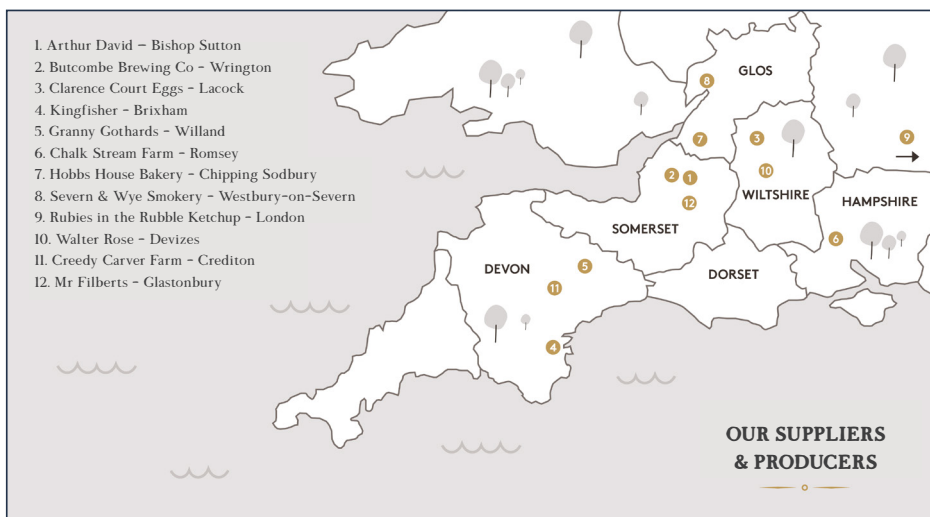 1. Arthur David – Bishop Sutton
2. Butcombe Brewing Co - Wrington
3. Clarence Court Eggs - Lacock
4. Kingfisher - Brixham
5. Granny Gothards - Willand
6. Chalk Stream Farm - Romsey
7. Hobbs House Bakery - Chipping Sodbury
8. Severn & Wye Smokery - Westbury-on-Severn
9. Rubies in the Rubble Ketchup - London
10. Walter Rose - Devizes
11. Creedy Carver Farm - Crediton
12. Mr Filberts - Glastonbury
GLOS
8
7
3
9
10
2
1
12
WILTSHIRE
HAMPSHIRE
SOMERSET
6
DEVON
5
DORSET
11
4
OUR SUPPLIERS
& PRODUCERS